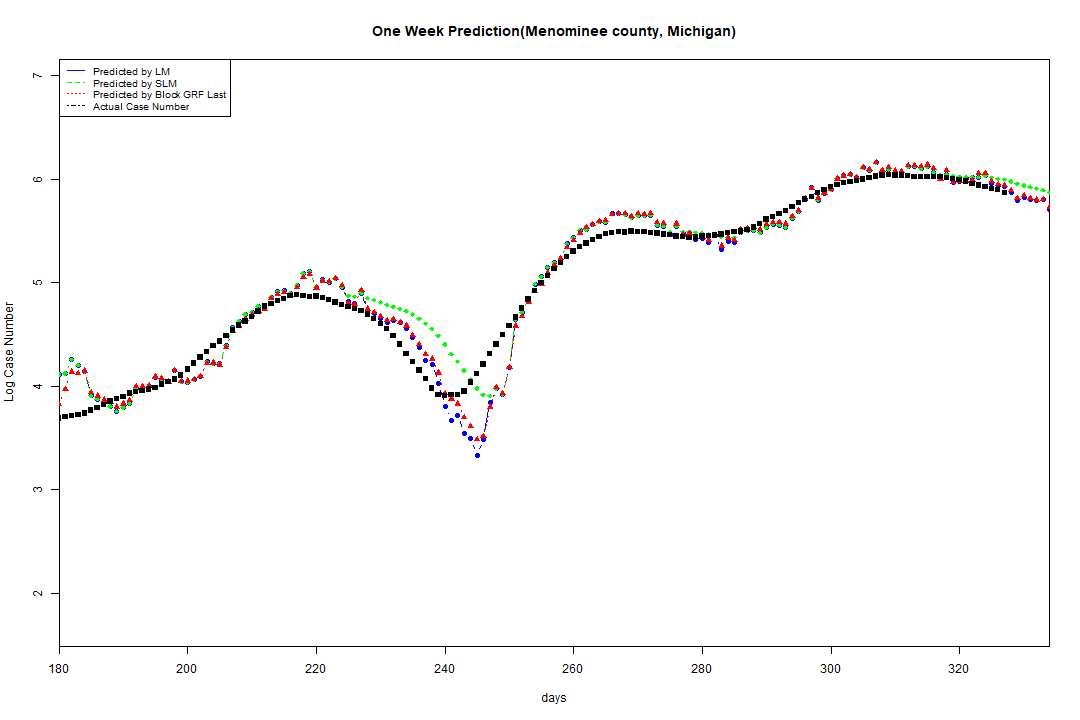 One Week Prediction(Menominee county, Michigan)
Predicted by LM
Predicted by SLM
Predicted by Block GRF Last
Actual Case Number
7
6
5
4
3
2
Log Case Number
180 200 220 240 260 280 300 320
days